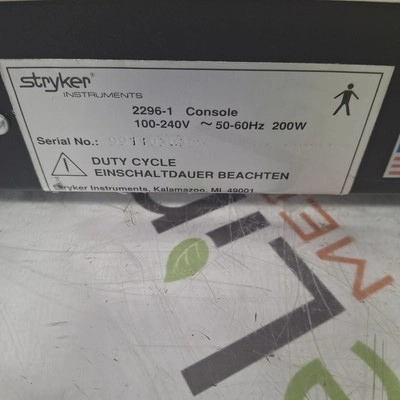 stryker
INSTRUMENTS
2296-1 Console
100-240V ~ 50-60Hz 200W
Serial No.:
DUTY CYCLE
EINSCHALTDAUER BEACHTEN
Stryker Instruments, Kalamazoo, MI, 49001